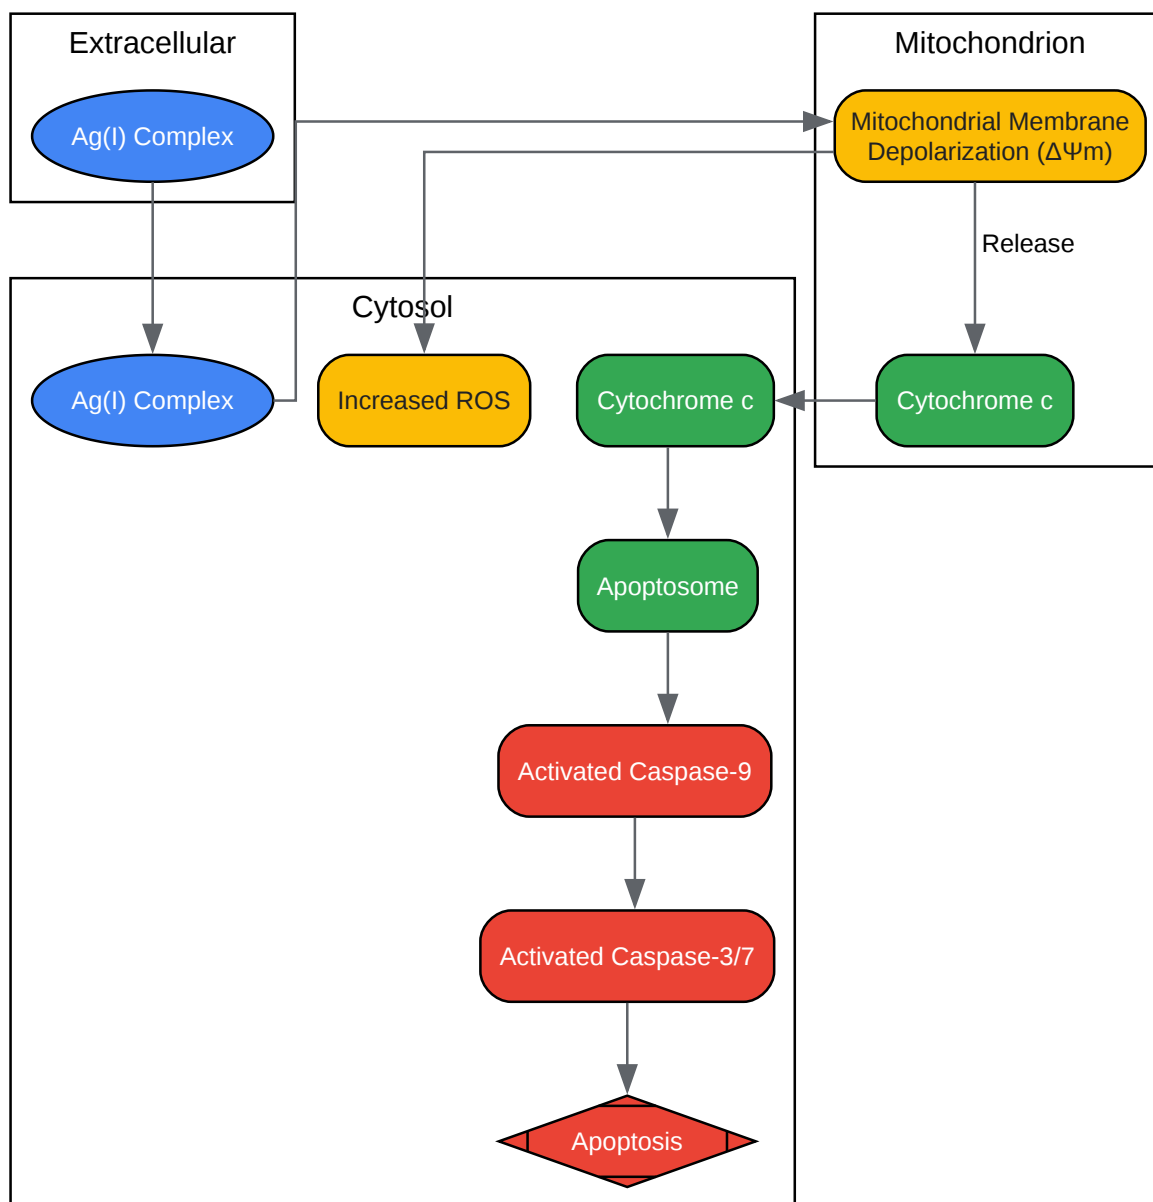 Extracellular
Mitochondrion
Ag(I) Complex
Mitochondrial Membrane
Depolarization (ΔΨm)
Release
Cytosol
Ag(I) Complex
Increased ROS
Cytochrome c
Cytochrome c
Apoptosome
Activated Caspase-9
Activated Caspase-3/7
Apoptosis